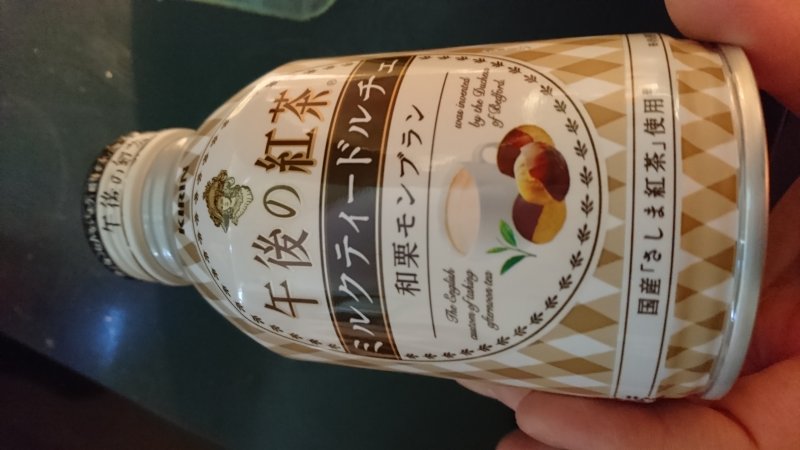 午後の紅茶
KIRIN
午後の紅茶®
ミルクティードルチェ
和栗モンブラン
The English
custom of taking
afternoon tea
was invented
by the Duchess
of Bedford.
国産「さしま紅茶」使用